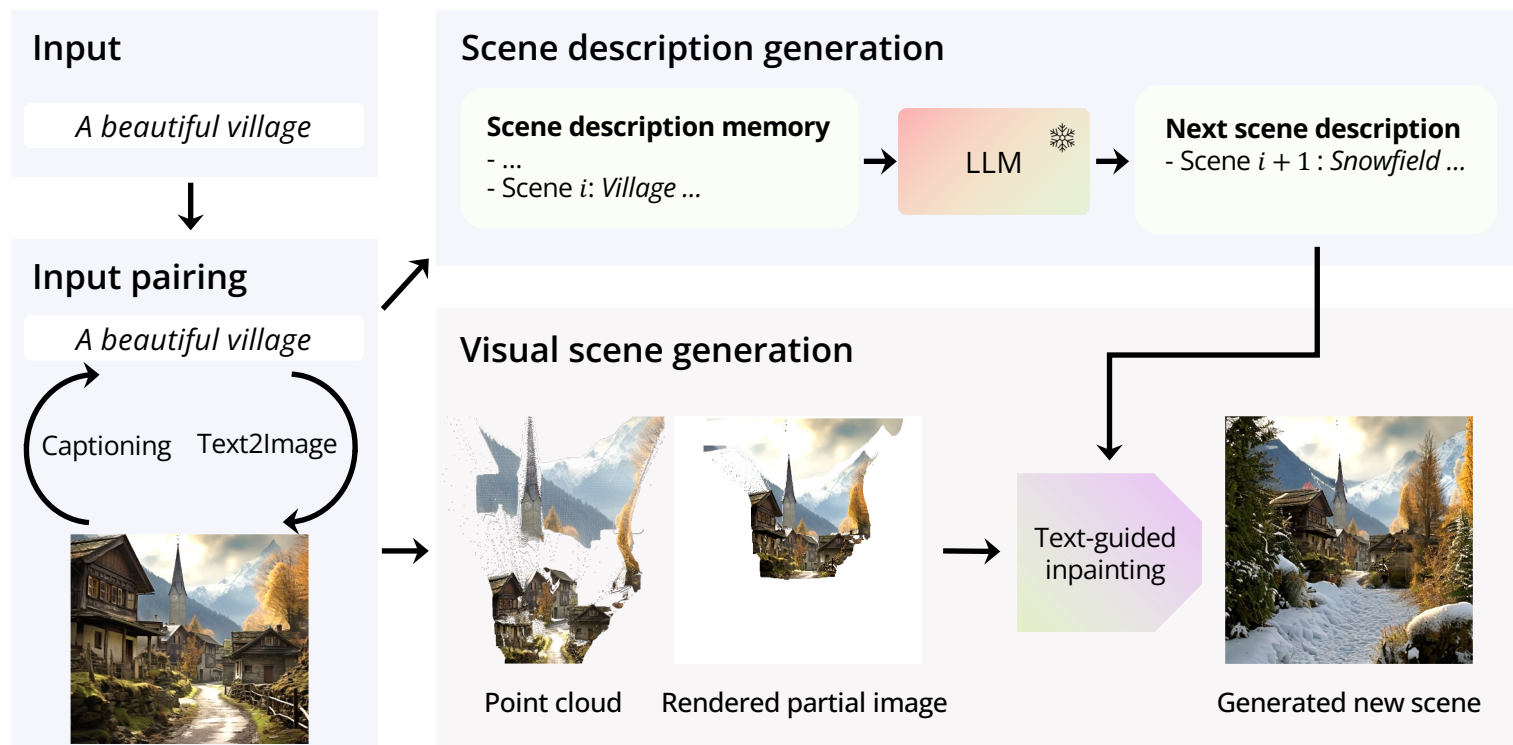 Input
A beautiful village
Input pairing
A beautiful village
Captioning
Text2Image
Scene description generation
Scene description memory
- ...
- Scene i: Village ...
LLM
Next scene description
- Scene i + 1 : Snowfield ...
Visual scene generation
Text-guided
inpainting
Point cloud
Rendered partial image
Generated new scene